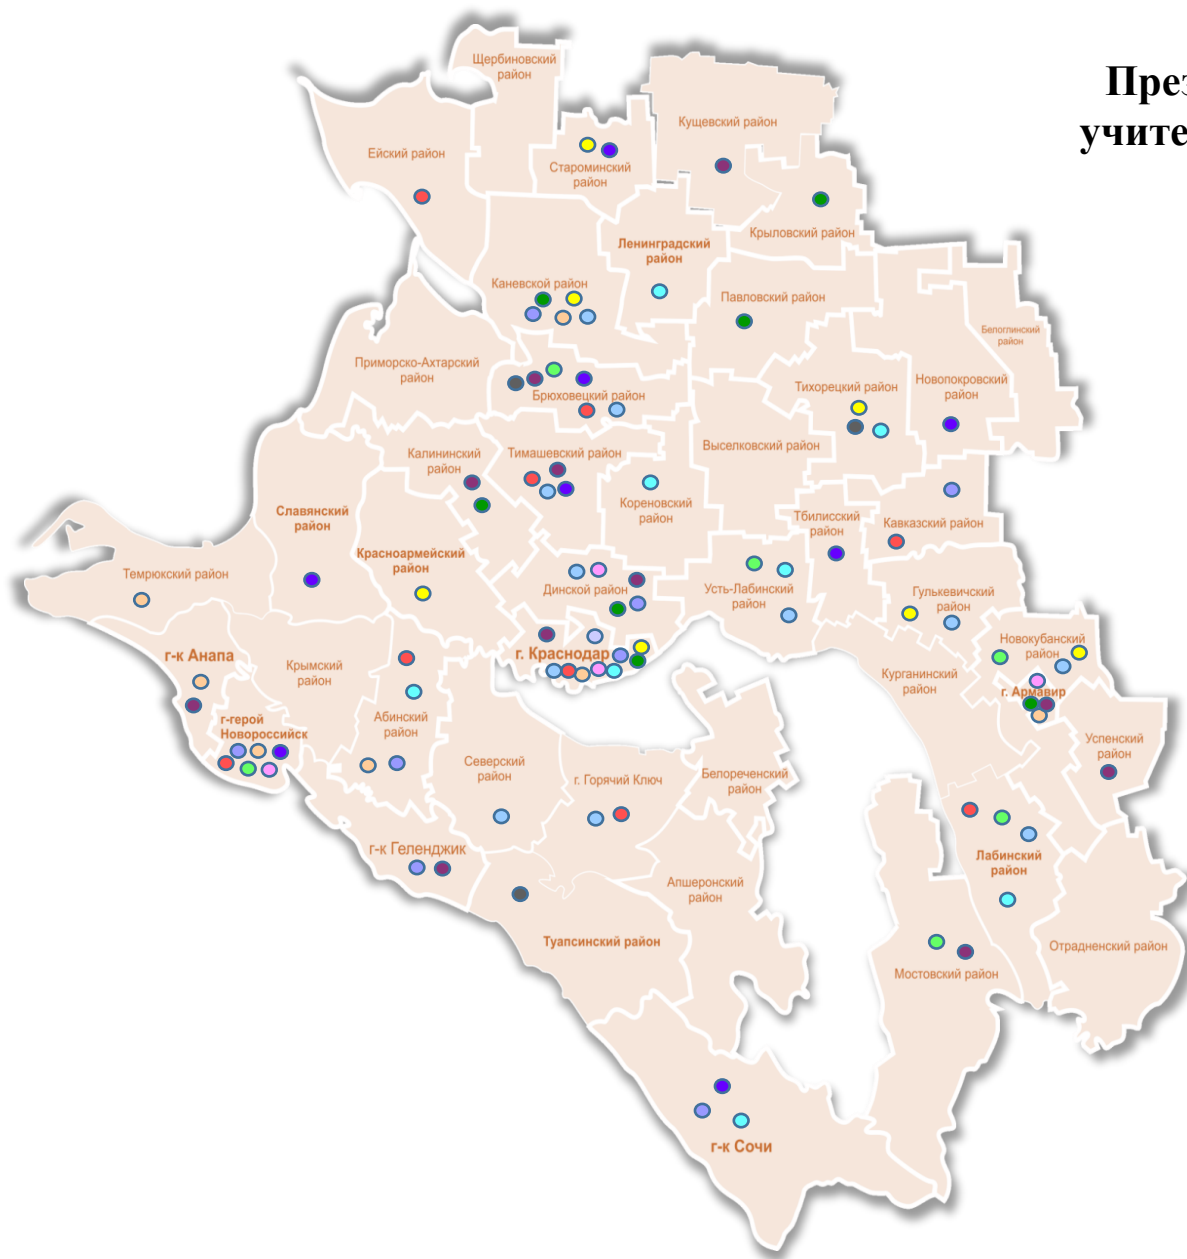 През
учите
Щербиновский
район
Кущевский район
Ейский район
Староминский
район
Крыловский район
Ленинградский
район
Каневской район
Павловский район
Белоглинский
район
Приморско-Ахтарский
район
Брюховецкий район
Тихорецкий район
Новопокровский
район
Выселковский район
Калининский
район
Тимашевский район
Кореновский
район
Славянский
район
Тбилисский
район
Кавказский район
Красноармейский
район
Темрюкский район
Динской район
Усть-Лабинский
район
Гулькевичский
район
Новокубанский
район
г-к Анапа
Крымский
район
г. Краснодар
Курганинский
район
г. Армавир
г-герой
Новороссийск
Абинский
район
Успенский
район
Северский
район
г. Горячий Ключ
Белореченский
район
г-к Геленджик
Лабинский
район
Апшеронский
район
Туапсинский район
Отрадненский район
Мостовский район
г-к Сочи